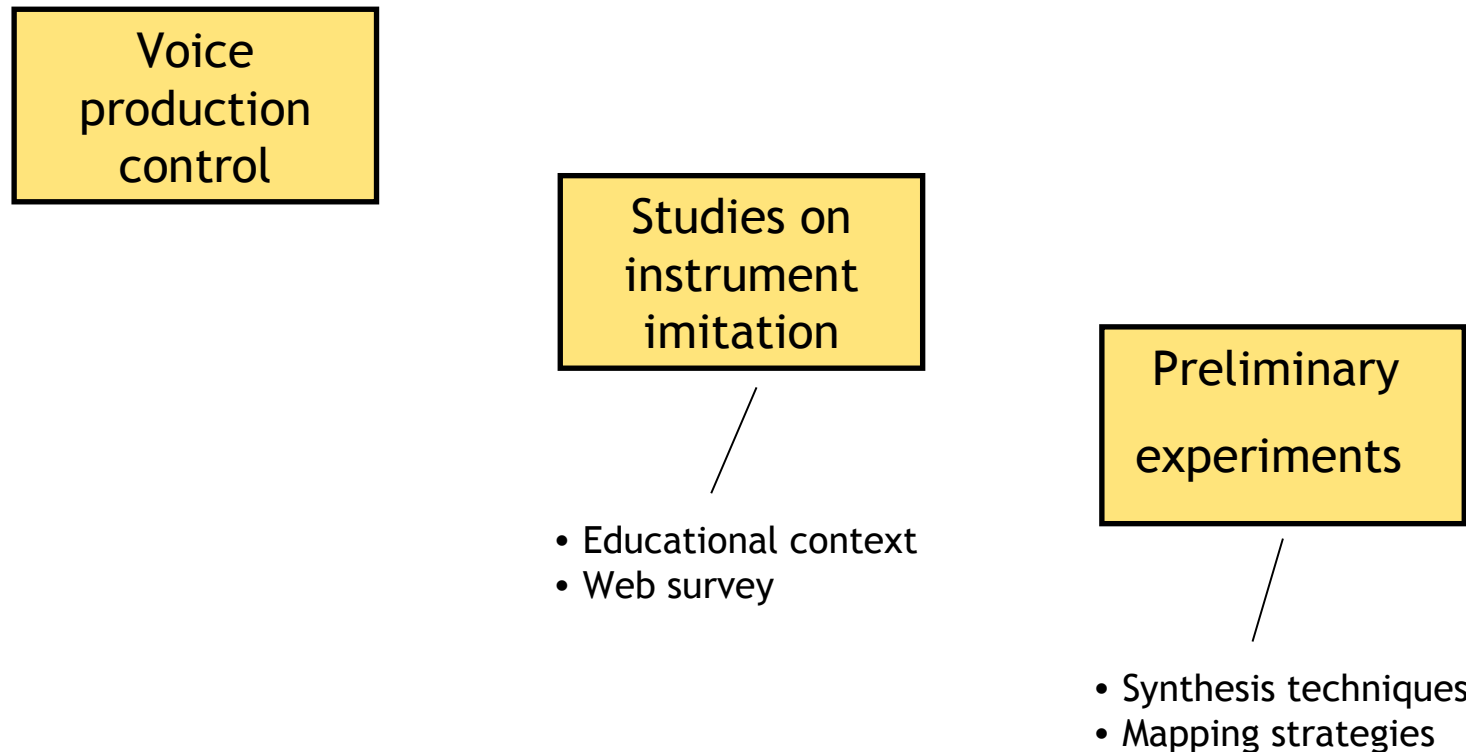 Voice
production
control
Studies on
instrument
imitation
Preliminary
experiments
• Educational context
• Web survey
• Synthesis techniques
• Mapping strategies